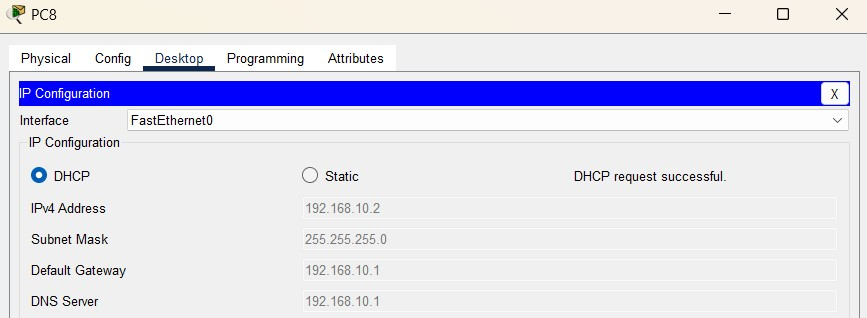 PC8
Physical Config Desktop Programming Attributes
IP Configuration X
Interface FastEthernet0
IP Configuration
DHCP Static DHCP request successful.
IPv4 Address 192.168.10.2
Subnet Mask 255.255.255.0
Default Gateway 192.168.10.1
DNS Server 192.168.10.1